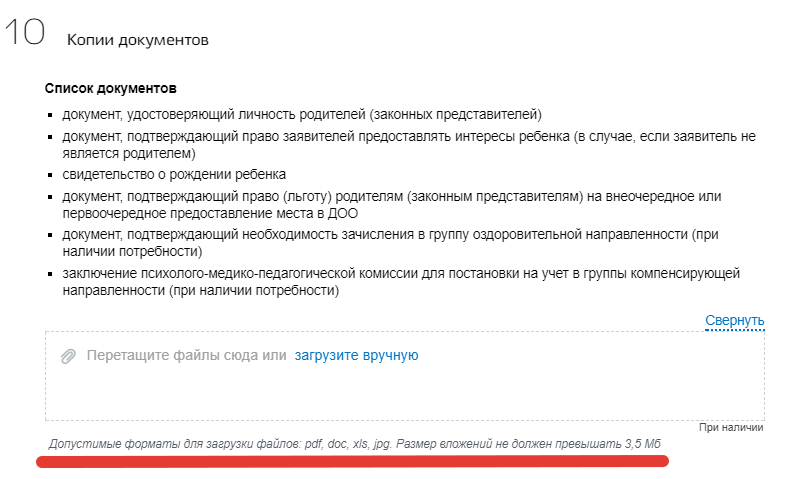 10 Копии документов
Список документов
документ, удостоверяющий личность родителей (законных представителей)
документ, подтверждающий право заявителей предоставлять интересы ребенка (в случае, если заявитель не
является родителем)
свидетельство о рождении ребенка
документ, подтверждающий право (льготу) родителям (законным представителям) на внеочередное или
первоочередное предоставление места в ДОО
документ, подтверждающий необходимость зачисления в группу оздоровительной направленности (при
наличии потребности)
заключение психолого-медико-педагогической комиссии для постановки на учет в группы компенсирующей
направленности (при наличии потребности)
Свернуть
Перетащите файлы сюда или загрузите вручную
При наличии
Допустимые форматы для загрузки файлов: pdf, doc, xls, jpg. Размер вложений не должен превышать 3,5 Мб